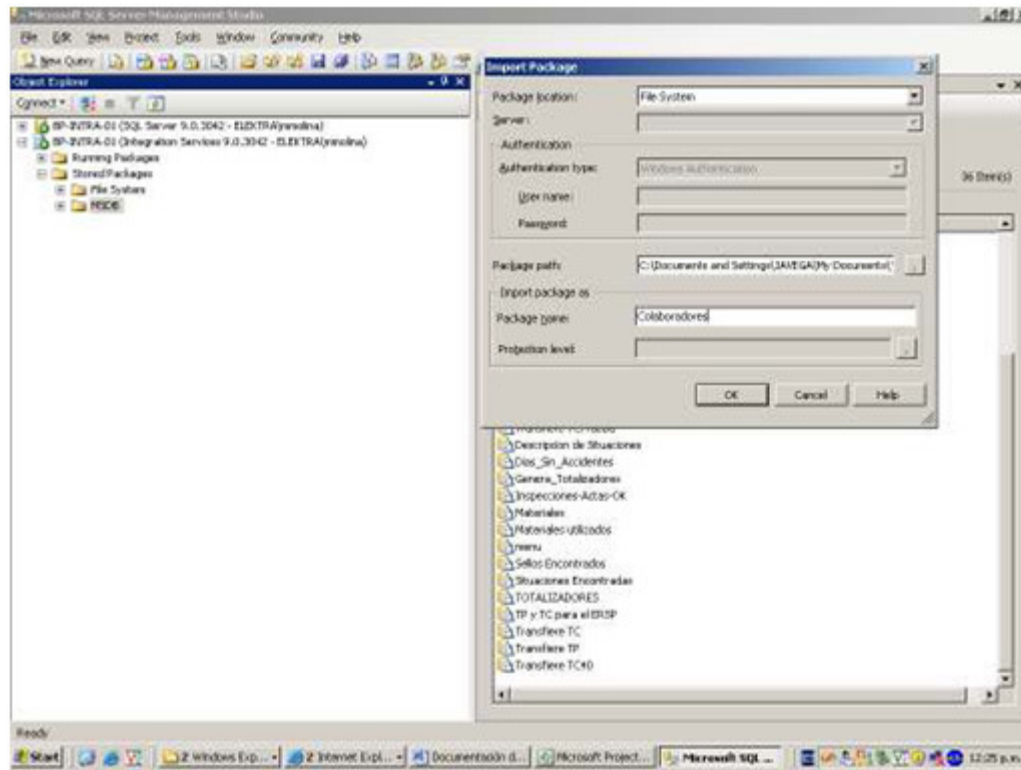 Microsoft SQL Server Management Studio
File Edit View Project Tools Window Community Help
New Query
Object Explorer
Connect
BP-INTRA-01 (SQL Server 9.0.3042 - ELEKTRA\jmmolina)
BP-INTRA-01 (Integration Services 9.0.3042 - ELEKTRA\jmmolina)
Running Packages
Stored Packages
File System
MSDB
Import Package
Package location: File System
Server:
Authentication
Authentication type: Windows Authentication
User name:
Password:
Package path: C:\Documents and Settings\JAVEGA\My Documents\
Import package as
Package name: Colaboradores
Protection level:
OK Cancel Help
36 Item(s)
Descripcion de Situaciones
Dias_Sin_Accidentes
Genera_Totalizadores
Inspecciones-Actas-OK
Materiales
Materiales utilizados
menu
Sellos Encontrados
Situaciones Encontradas
TOTALIZADORES
TP y TC para el ERSP
Transfiere TC
Transfiere TP
Transfiere TC#0
Ready
Start 2 Windows Exp... 2 Internet Expl... Documentación d... Microsoft Project... Microsoft SQL ... 12:25 p.m.